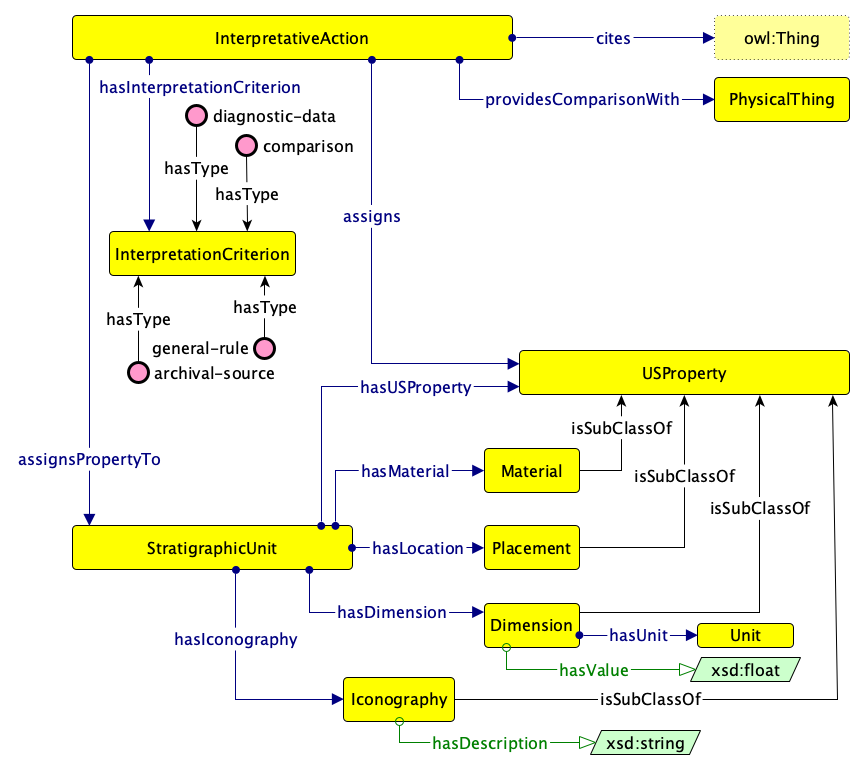 InterpretativeAction
cites
owl:Thing
hasInterpretationCriterion
providesComparisonWith
PhysicalThing
diagnostic-data
comparison
hasType
hasType
assigns
InterpretationCriterion
hasType
hasType
general-rule
archival-source
USProperty
hasUSProperty
isSubClassOf
assignsPropertyTo
hasMaterial
Material
isSubClassOf
isSubClassOf
StratigraphicUnit
hasLocation
Placement
hasDimension
Dimension
hasIconography
hasUnit
Unit
hasValue
xsd:float
Iconography
isSubClassOf
hasDescription
xsd:string